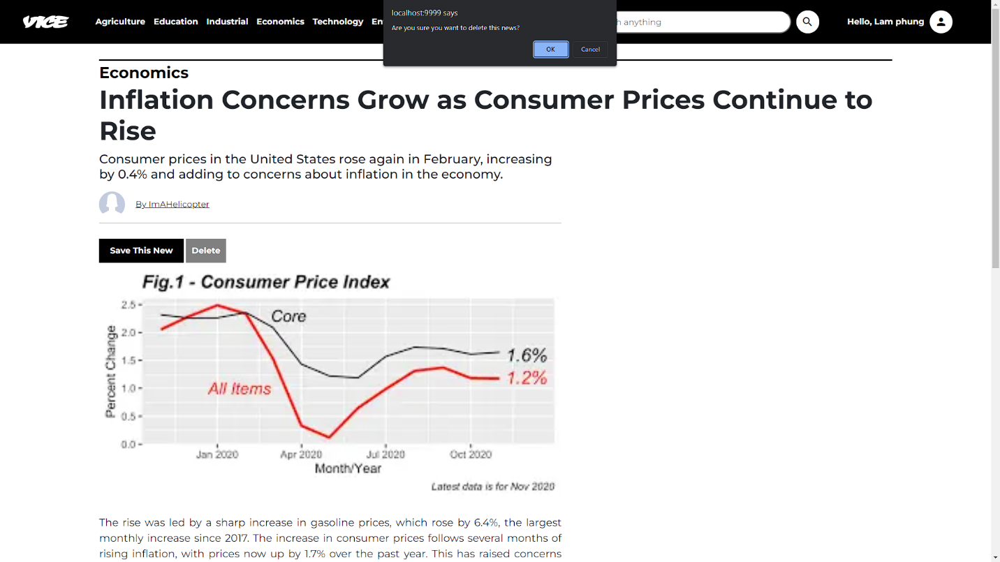 VICE Agriculture Education Industrial Economics Technology
localhost:9999 says
Are you sure you want to delete this news?
OK Cancel
anything
Hello, Lam phung
Economics
Inflation Concerns Grow as Consumer Prices Continue to
Rise
Consumer prices in the United States rose again in February, increasing
by 0.4% and adding to concerns about inflation in the economy.
By ImAHelicopter
Save This New Delete
Fig.1 - Consumer Price Index
2.5
2.0
1.5
1.0
0.5
0.0
Percent Change
Core
All Items
1.6%
1.2%
Jan 2020 Apr 2020 Jul 2020 Oct 2020
Month/Year
Latest data is for Nov 2020
The rise was led by a sharp increase in gasoline prices, which rose by 6.4%, the largest
monthly increase since 2017. The increase in consumer prices follows several months of
rising inflation, with prices now up by 1.7% over the past year. This has raised concerns